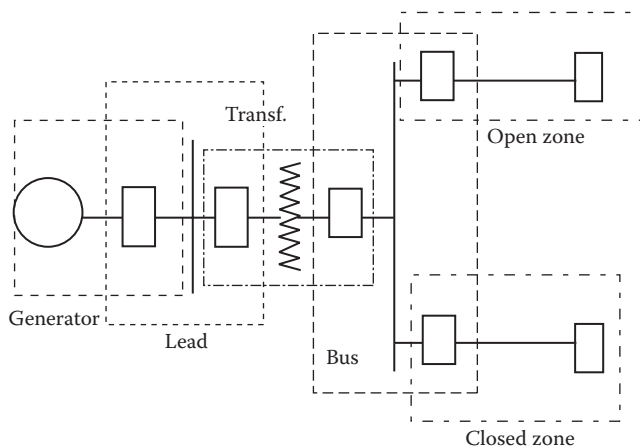 Transf.
Open zone
Generator
Lead
Bus
Closed zone